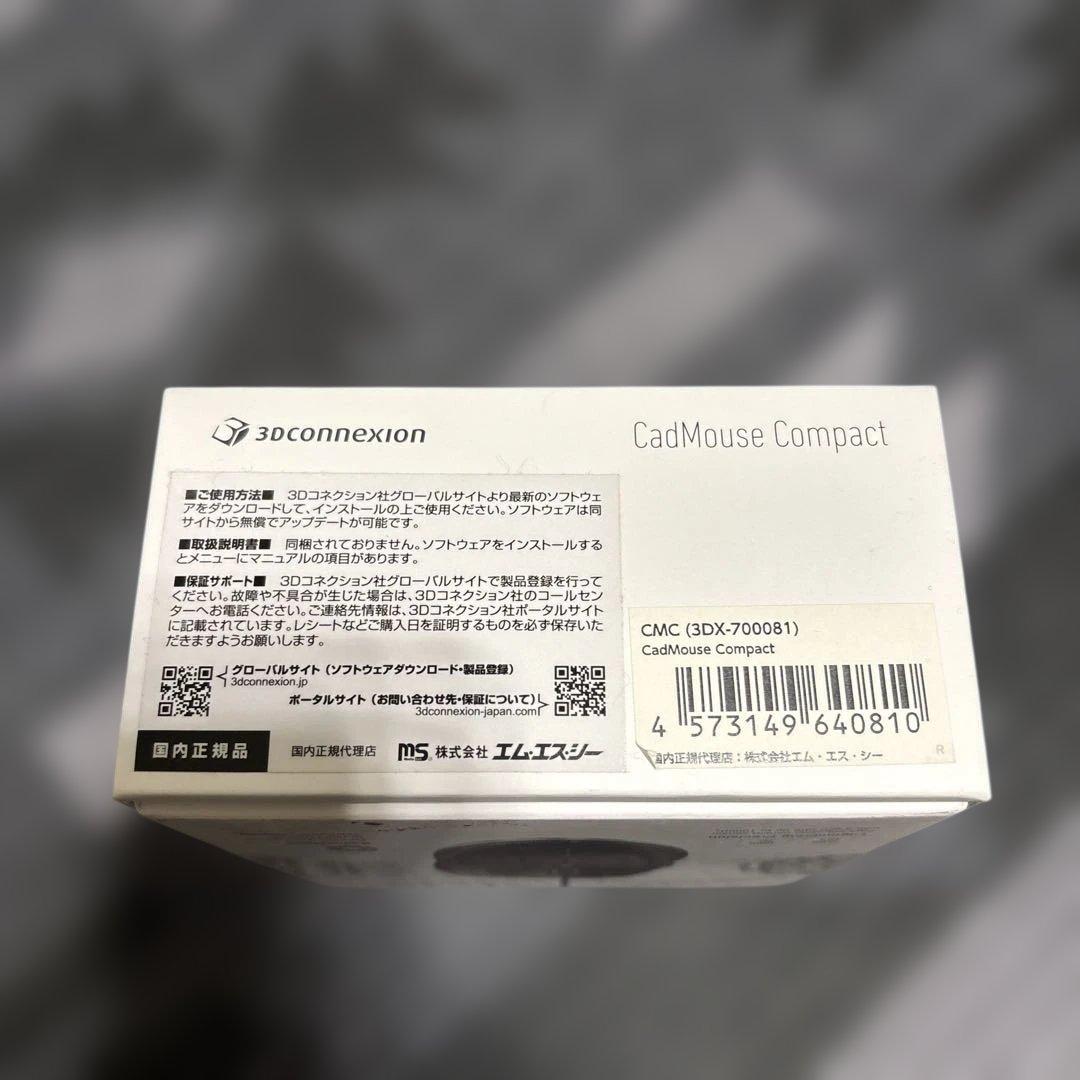 3Dconnexion
CadMouse Compact
■ご使用方法■ 3Dコネクション社グローバルサイトより最新のソフトウェ
アをダウンロードして、インストールの上ご使用ください。ソフトウェアは同
サイトから無償でアップデートが可能です。
■取扱説明書■ 同梱されておりません。ソフトウェアをインストールする
とメニューにマニュアルの項目があります。
■保証サポート■ 3Dコネクション社グローバルサイトで製品登録を行って
ください。故障や不具合が生じた場合は、3Dコネクション社のコールセン
ターへお電話ください。ご連絡先情報は、3Dコネクション社ポータルサイト
に記載されています。レシートなどご購入日を証明するものを必ず保存いた
だきますようお願いします。
グローバルサイト（ソフトウェアダウンロード・製品登録）
3dconnexion.jp
ポータルサイト（お問い合わせ先・保証について）
3dconnexion-japan.com
国内正規品
国内正規代理店 ms 株式会社 エム・エス・シー
CMC (3DX-700081)
CadMouse Compact
4 573149 640810
国内正規代理店：株式会社エム・エス・シー
R